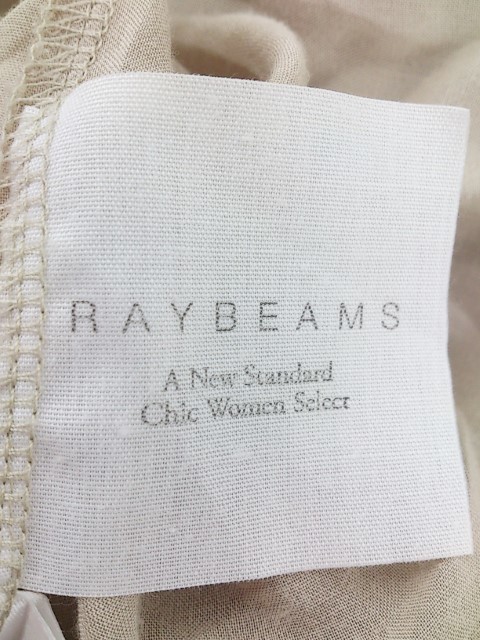 RAYBEAMS
A New Standard
Chic Women Select